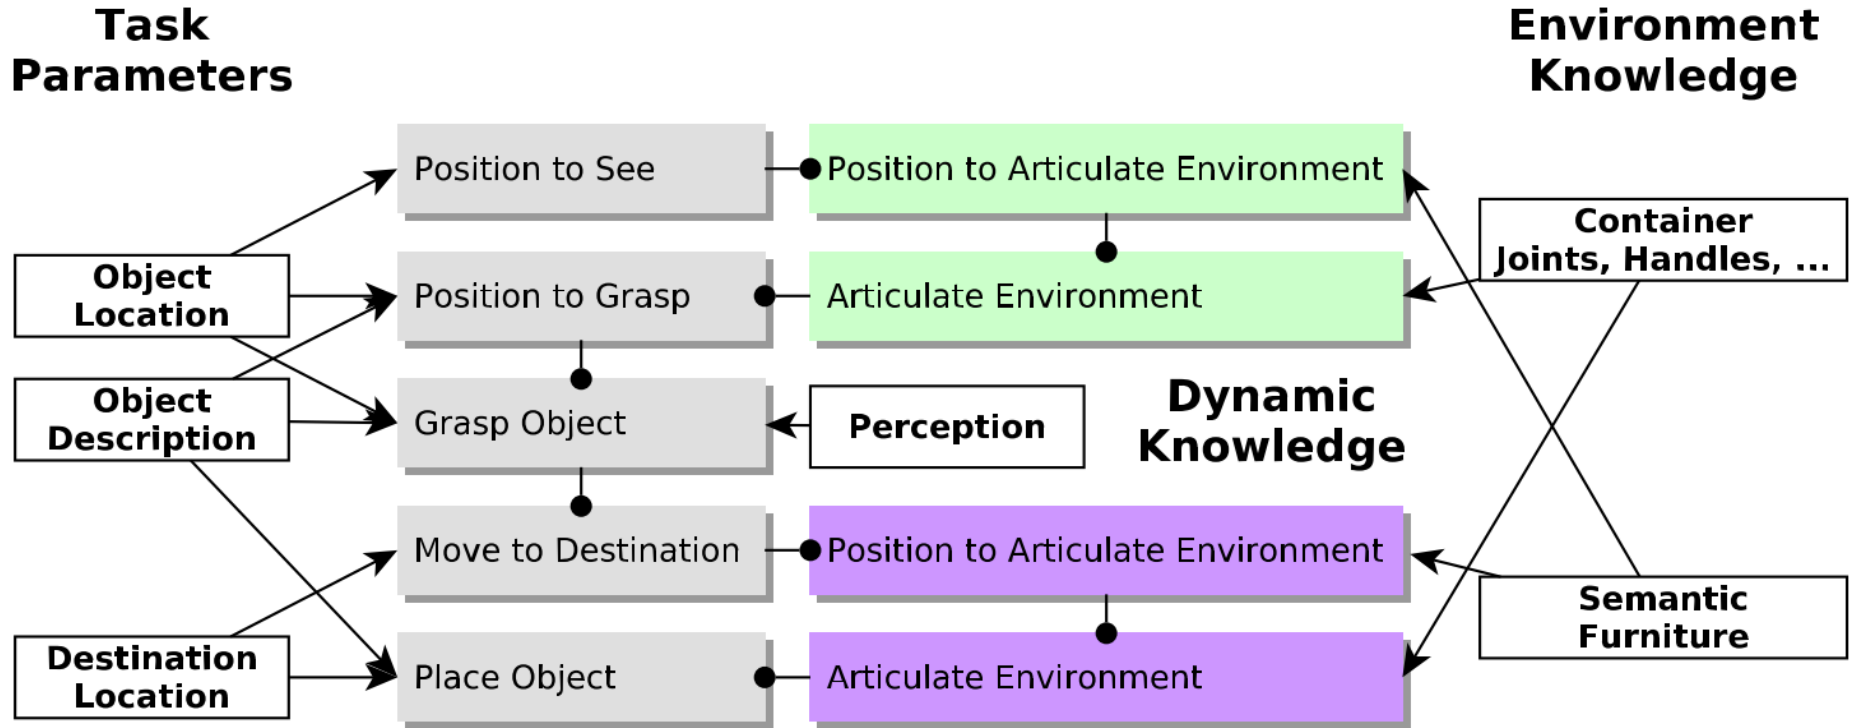 Task
Parameters
Environment
Knowledge
Position to See
Position to Articulate Environment
Container
Joints, Handles, ...
Object
Location
Position to Grasp
Articulate Environment
Object
Description
Grasp Object
Perception
Dynamic
Knowledge
Move to Destination
Position to Articulate Environment
Semantic
Furniture
Destination
Location
Place Object
Articulate Environment